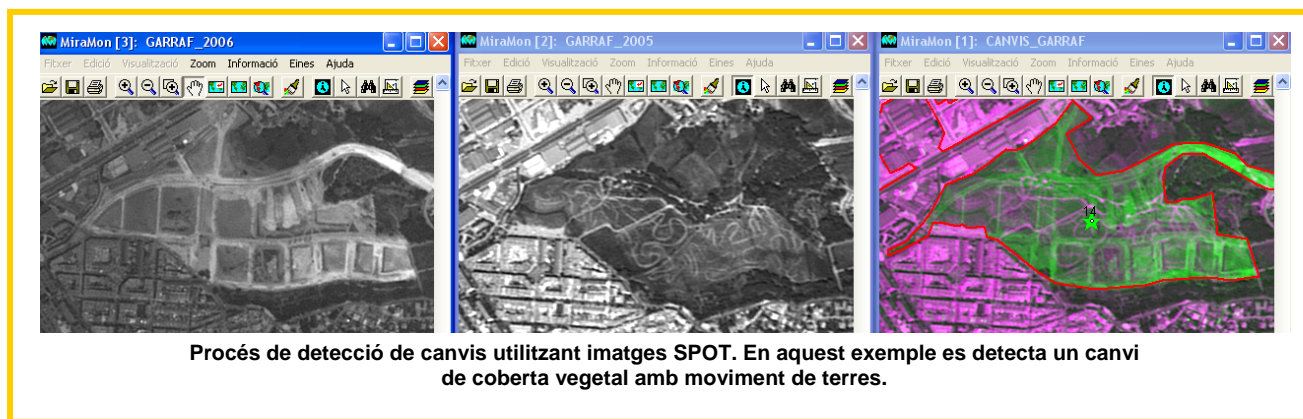 MiraMon [3]: GARRAF_2006
Fitxer Edició Visualització Zoom Informació Eines Ajuda
MiraMon [2]: GARRAF_2005
Fitxer Edició Visualització Zoom Informació Eines Ajuda
MiraMon [1]: CANVIS_GARRAF
Fitxer Edició Visualització Zoom Informació Eines Ajuda
14
Procés de detecció de canvis utilitzant imatges SPOT. En aquest exemple es detecta un canvi
de coberta vegetal amb moviment de terres.